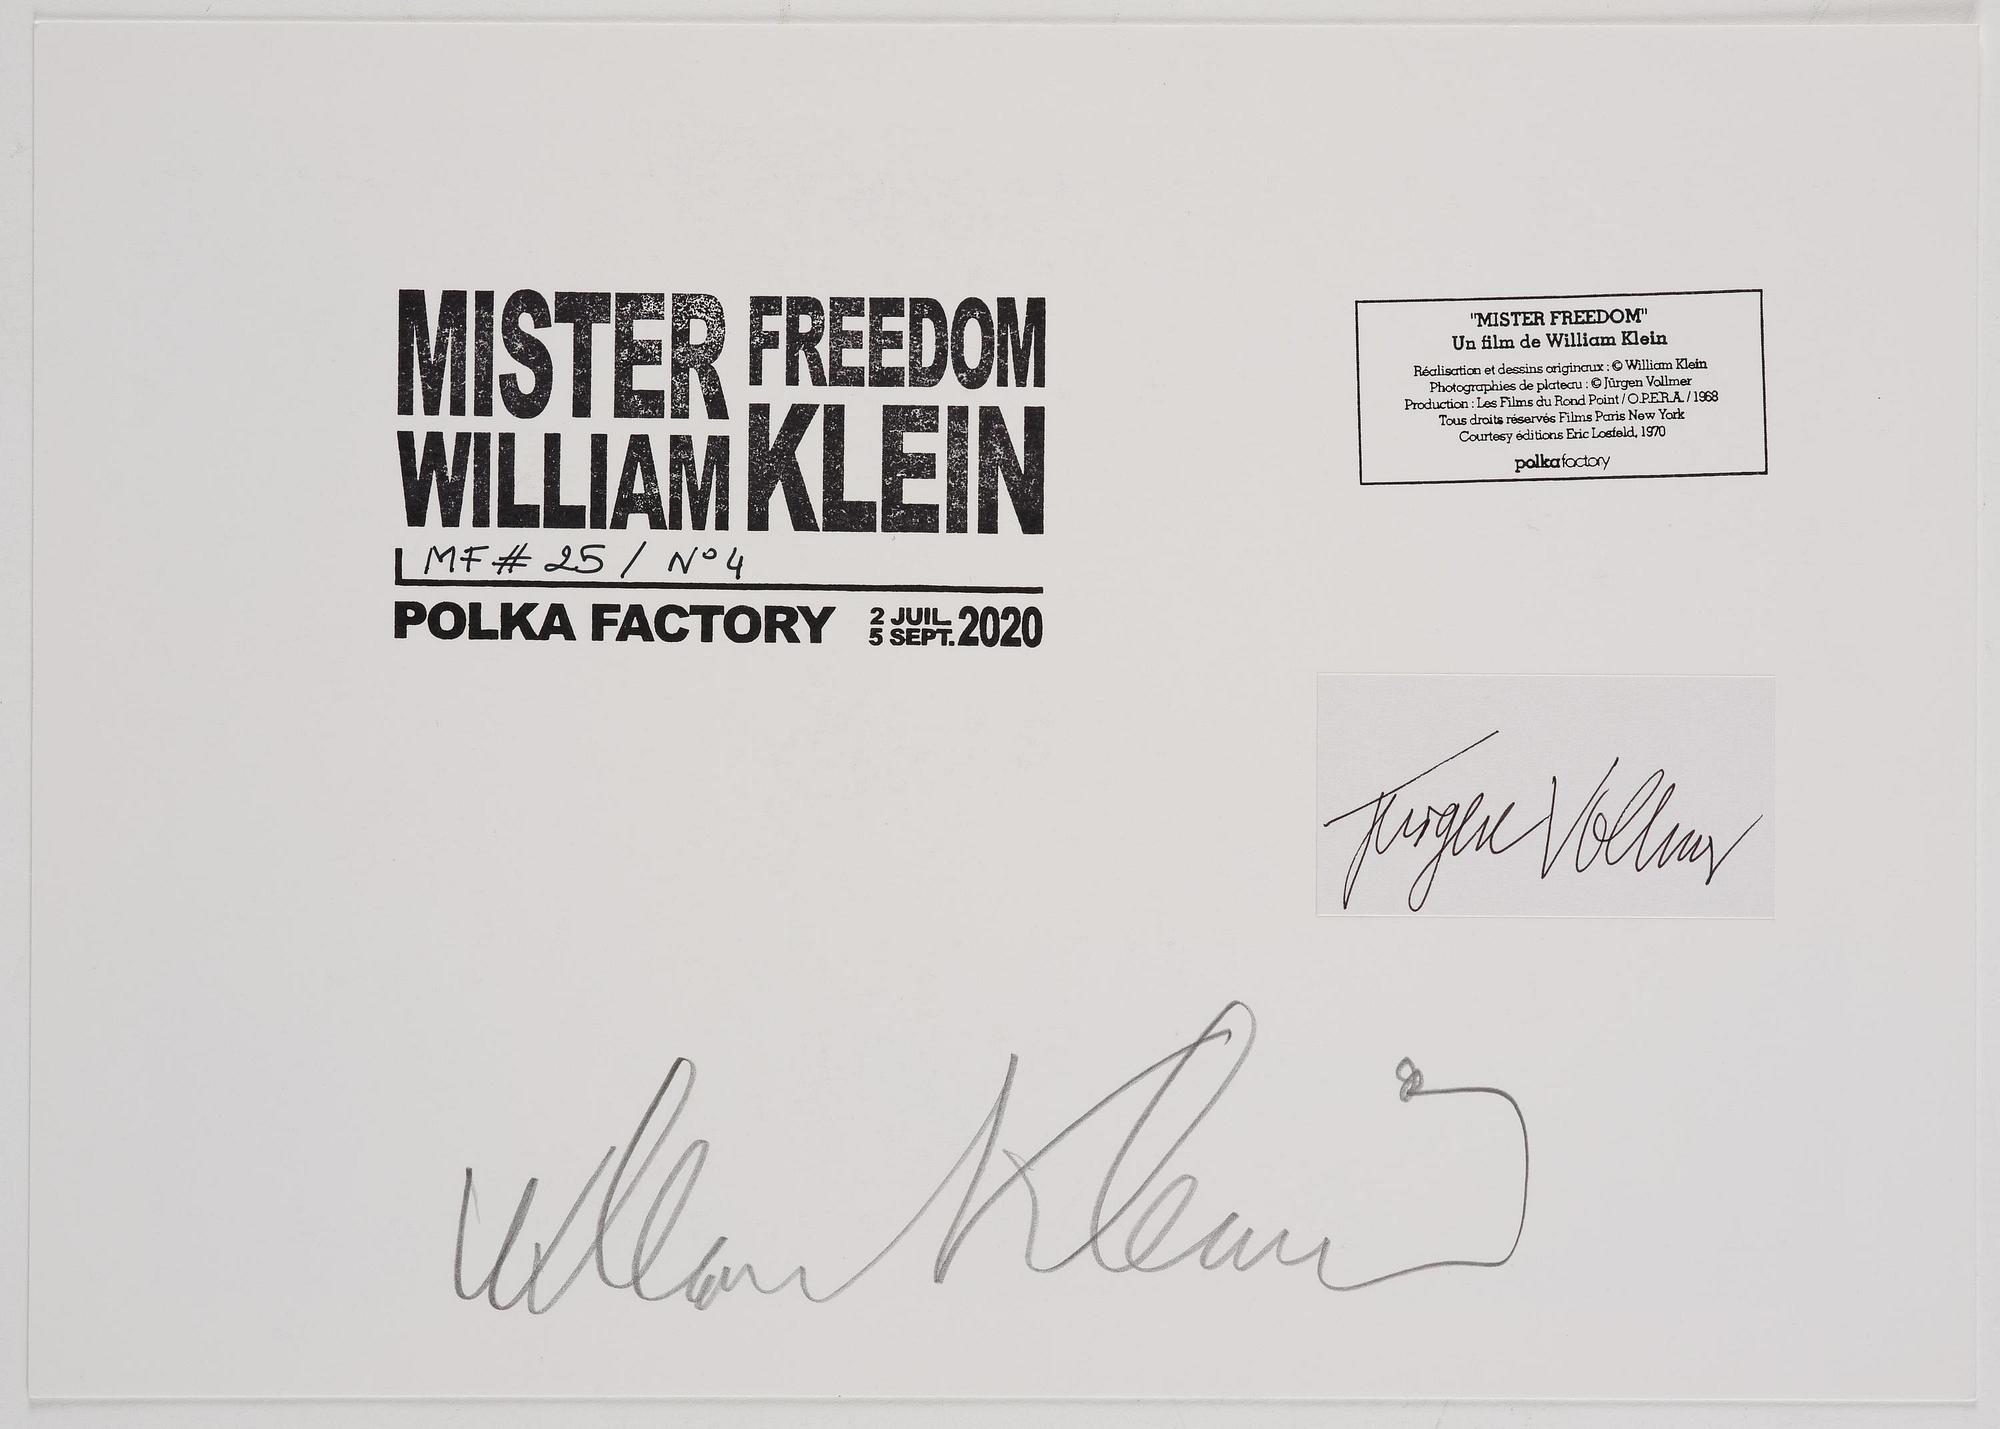 MISTER FREEDOM
WILLIAM KLEIN
MF # 25 / N° 4
POLKA FACTORY 2 JUIL. 5 SEPT. 2020
"MISTER FREEDOM"
Un film de William Klein
Réalisation et dessins originaux : © William Klein
Photographies de plateau : © Jürgen Vollmer
Production : Les Films du Rond Point / O.P.E.R.A. / 1968
Tous droits réservés Films Paris New York
Courtesy éditions Eric Losfeld, 1970
polkafactory
Jürgen Vollmer
William Klein